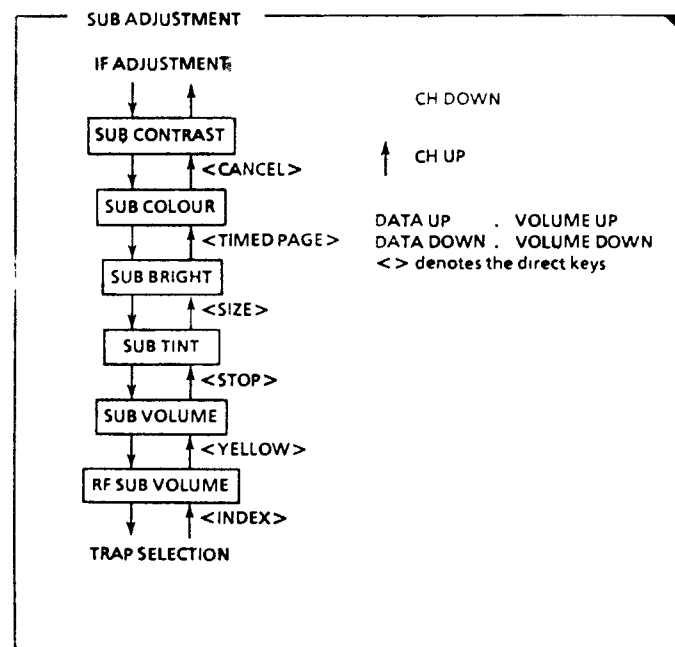 SUB ADJUSTMENT
IF ADJUSTMENT
SUB CONTRAST
<CANCEL>
SUB COLOUR
<TIMED PAGE>
SUB BRIGHT
<SIZE>
SUB TINT
<STOP>
SUB VOLUME
<YELLOW>
RF SUB VOLUME
<INDEX>
TRAP SELECTION
CH DOWN
CH UP
DATA UP . VOLUME UP
DATA DOWN . VOLUME DOWN
<> denotes the direct keys